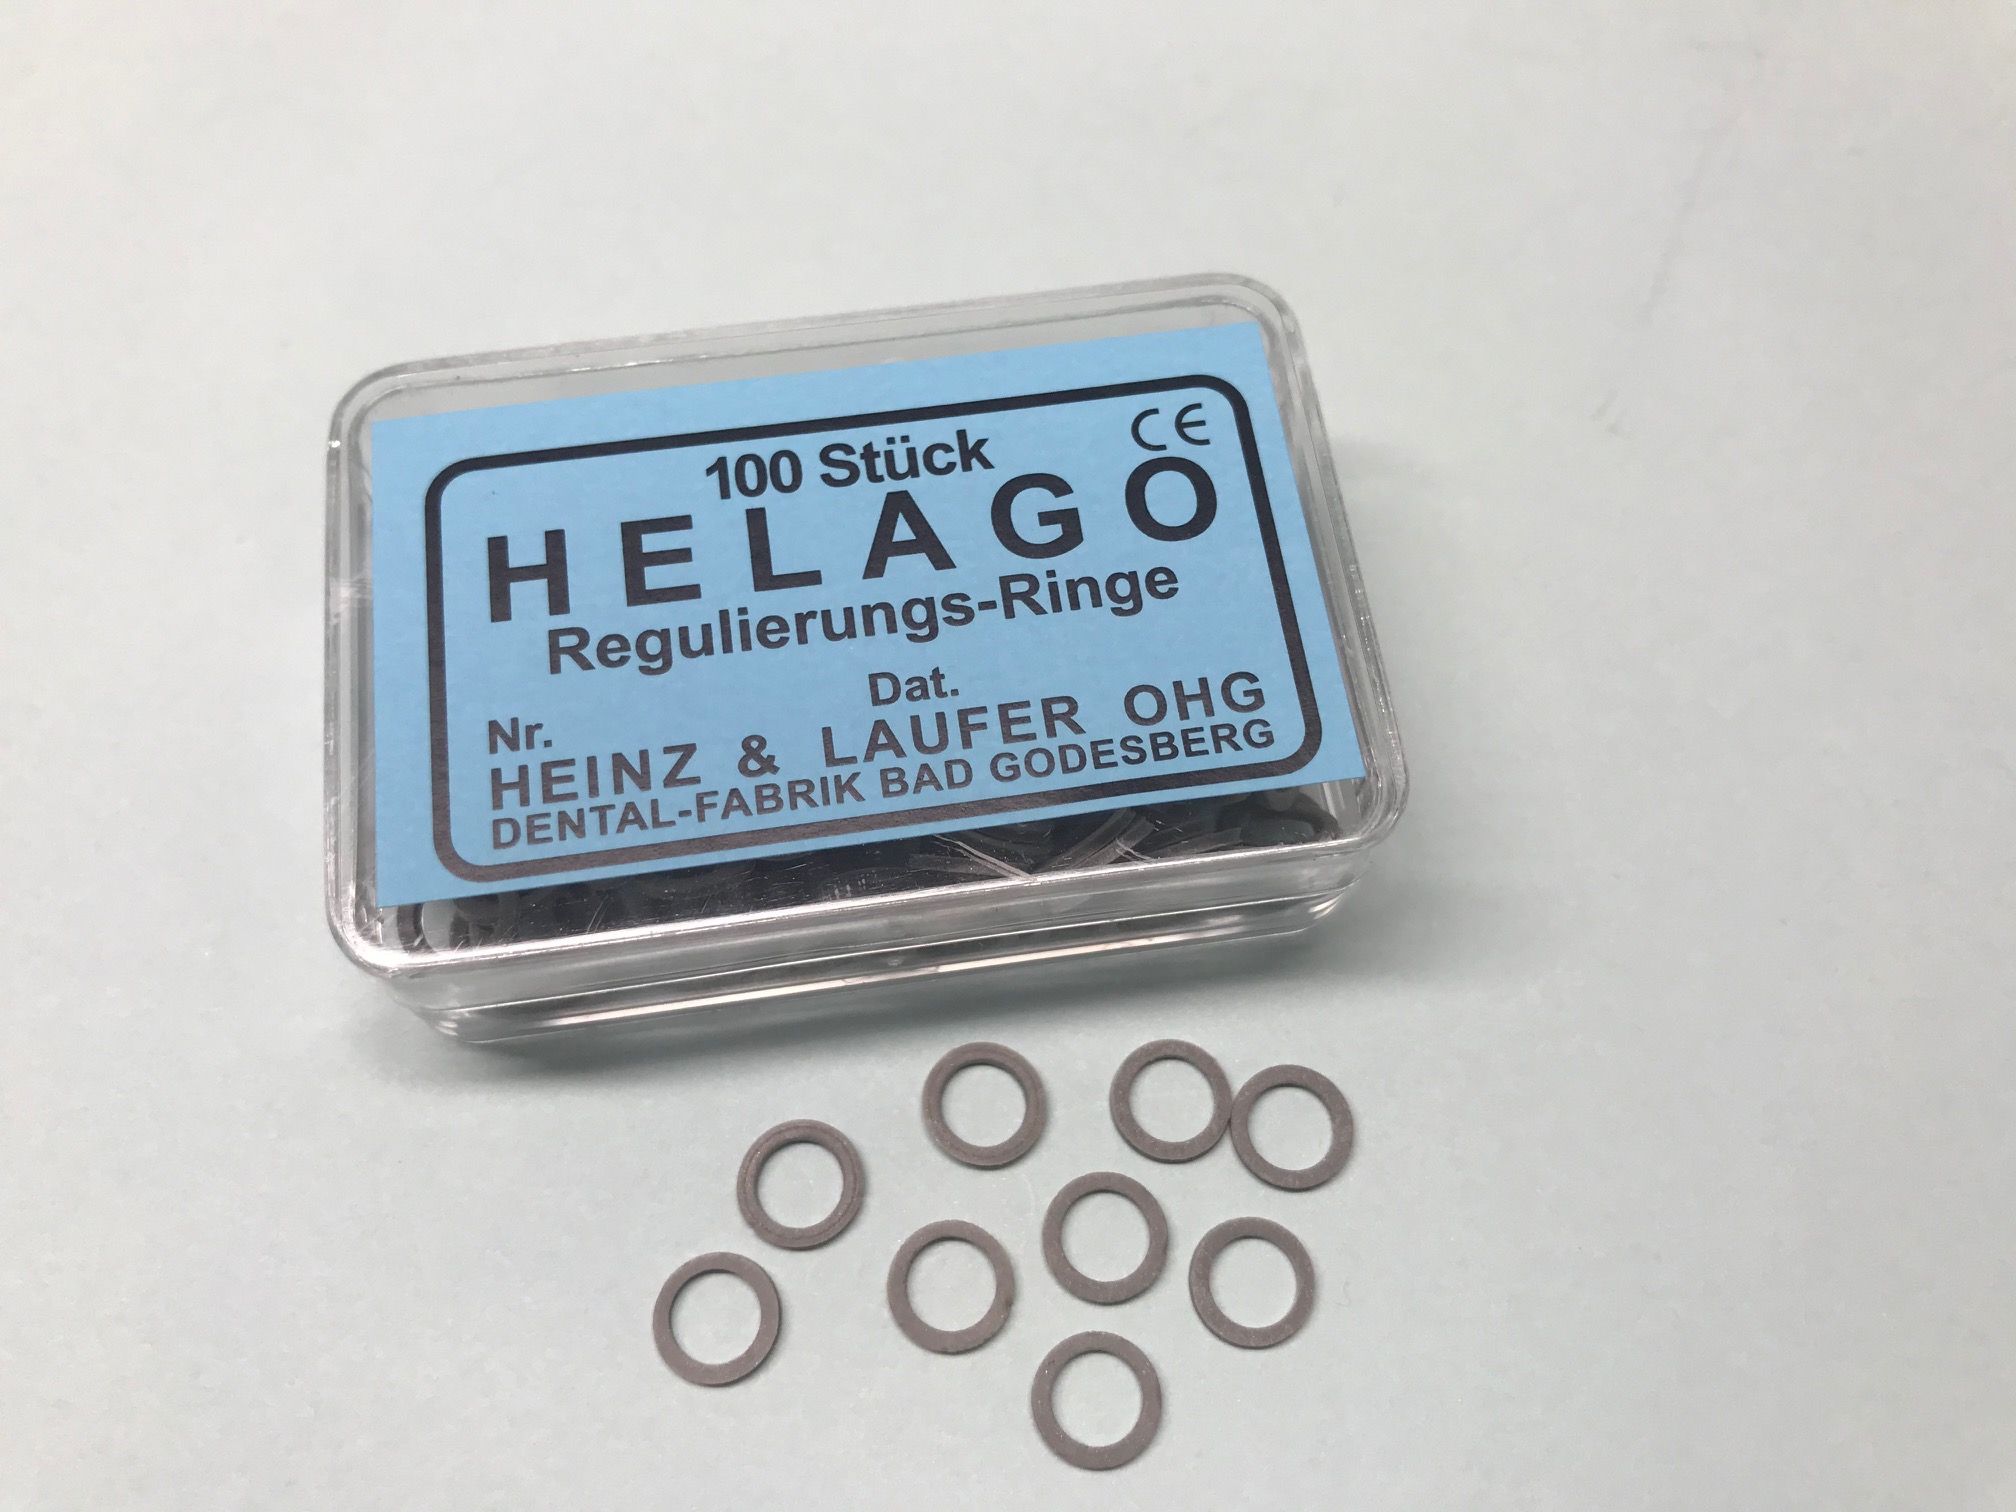 CE
100 Stück
HELAGO
Regulierungs-Ringe
Nr. Dat.
HEINZ & LAUFER OHG
DENTAL-FABRIK BAD GODESBERG